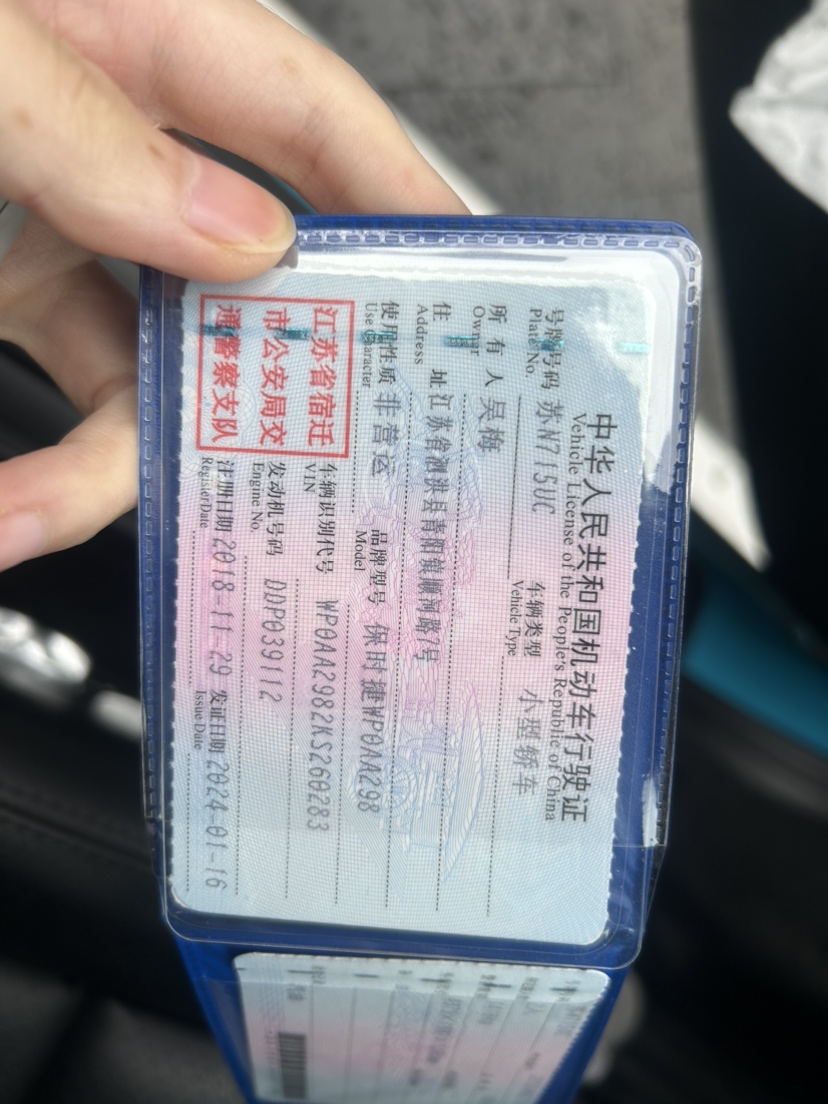 中华人民共和国机动车行驶证
Vehicle License of the People's Republic of China
号牌号码 苏N715UC 车辆类型 小型轿车
Plate No. Vehicle Type
所有人 吴梅
Owner
住址 江苏省泗洪县青阳镇顺河路7号
Address
使用性质 非营运 品牌型号 保时捷WP0AA298
Use Character Model
江苏省宿迁
市公安局交
通警察支队
车辆识别代号 WP0AA2982KS260283
VIN
发动机号码 DDP039112
Engine No.
注册日期 2018-11-29 发证日期 2024-01-16
Register Date Issue Date